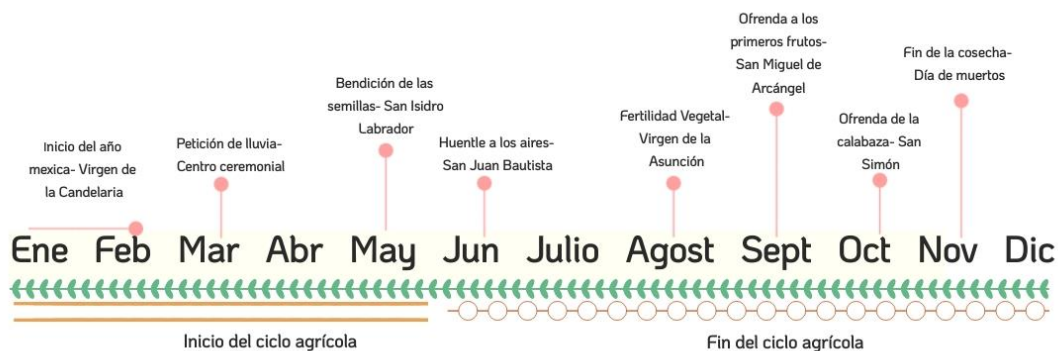 Inicio del año
mexica- Virgen de
la Candelaria
Petición de lluvia-
Centro ceremonial
Bendición de las
semillas- San Isidro
Labrador
Huentle a los aires-
San Juan Bautista
Fertilidad Vegetal-
Virgen de la
Asunción
Ofrenda a los
primeros frutos-
San Miguel de
Arcángel
Ofrenda de la
calabaza- San
Simón
Fin de la cosecha-
Día de muertos
Ene Feb Mar Abr May Jun Julio Agost Sept Oct Nov Dic
Inicio del ciclo agrícola
Fin del ciclo agrícola